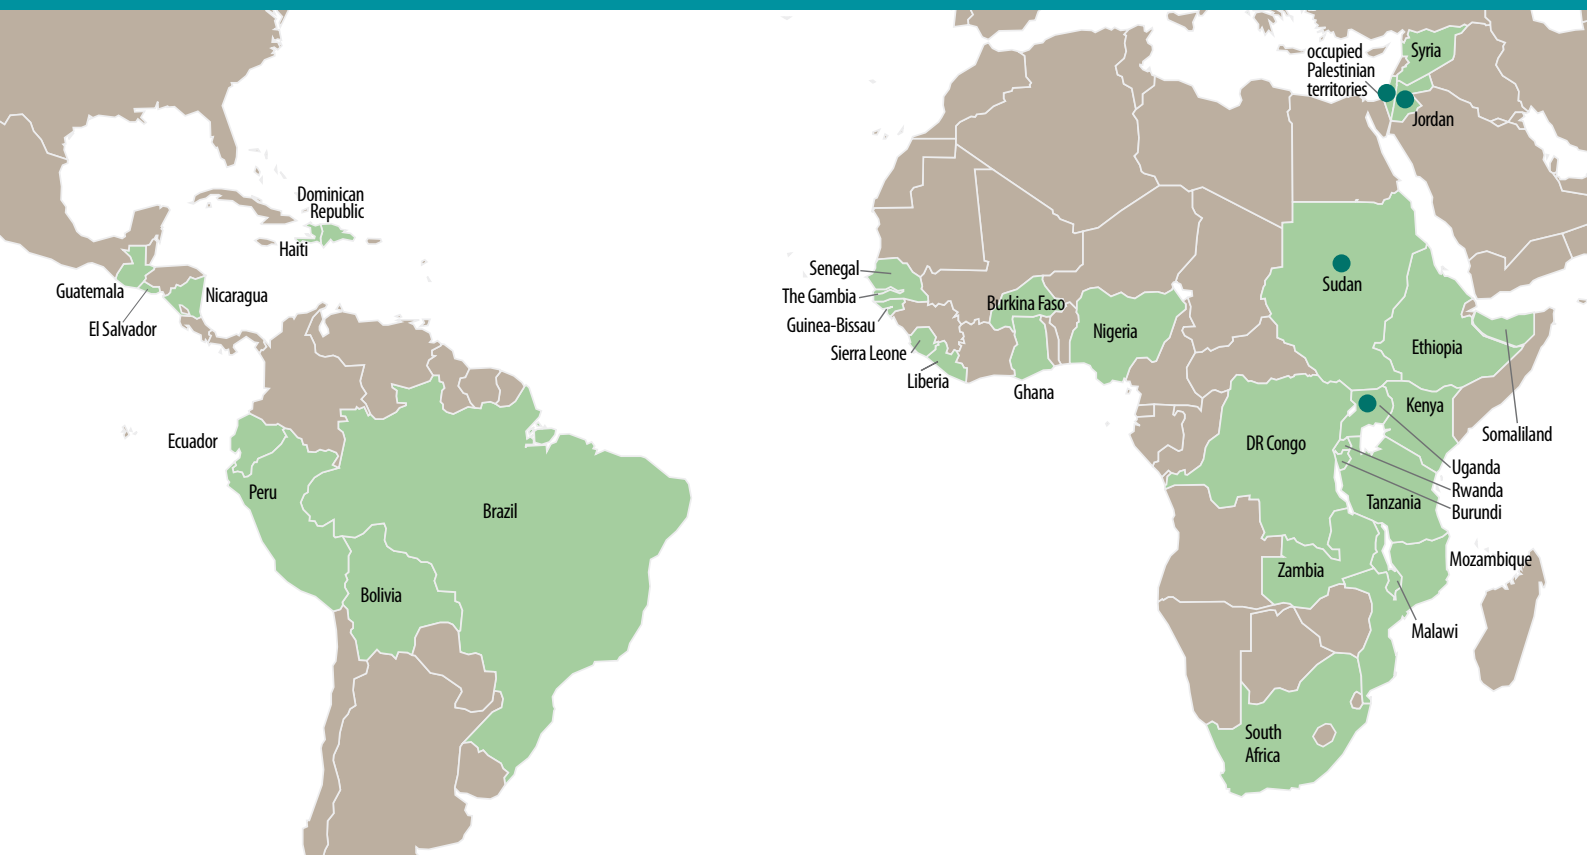 Dominican
Republic
Haiti
Guatemala
Nicaragua
El Salvador
Ecuador
Peru
Brazil
Bolivia
occupied
Palestinian
territories
Syria
Jordan
Senegal
The Gambia
Guinea-Bissau
Sierra Leone
Liberia
Burkina Faso
Ghana
Nigeria
Sudan
Ethiopia
Somaliland
Kenya
Uganda
Rwanda
Burundi
DR Congo
Tanzania
Zambia
Mozambique
Malawi
South
Africa